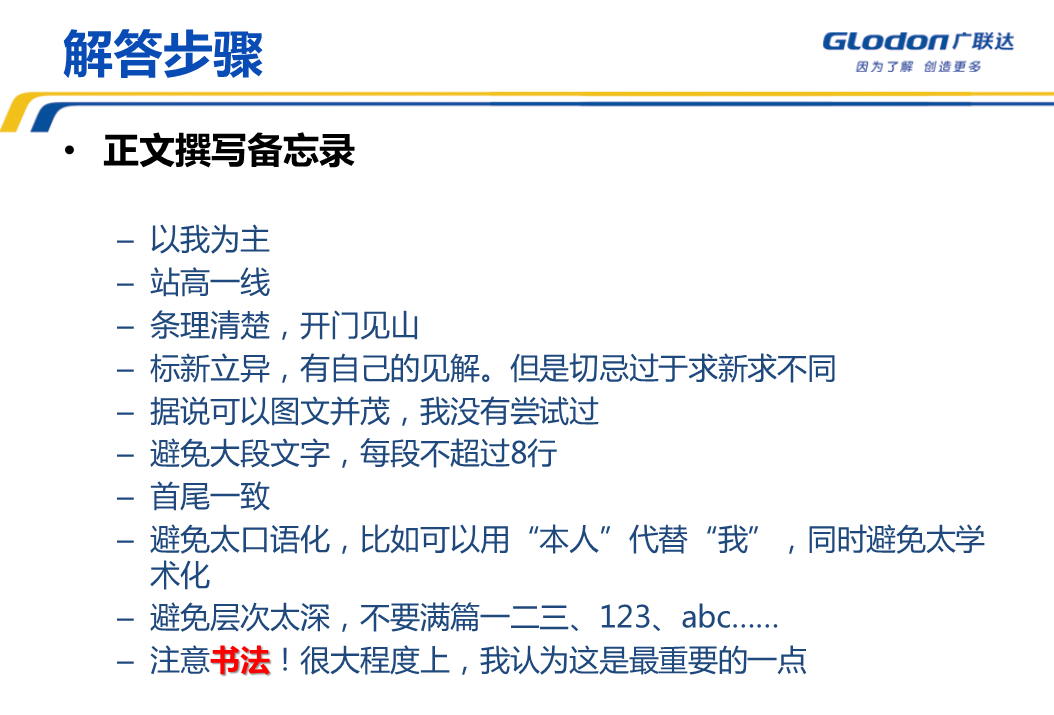 解答步骤
GLodon广联达
因为了解 创造更多
• 正文撰写备忘录
– 以我为主
– 站高一线
– 条理清楚，开门见山
– 标新立异，有自己的见解。但是切忌过于求新求不同
– 据说可以图文并茂，我没有尝试过
– 避免大段文字，每段不超过8行
– 首尾一致
– 避免太口语化，比如可以用“本人”代替“我”，同时避免太学
术化
– 避免层次太深，不要满篇一二三、123、abc……
– 注意书法！很大程度上，我认为这是最重要的一点